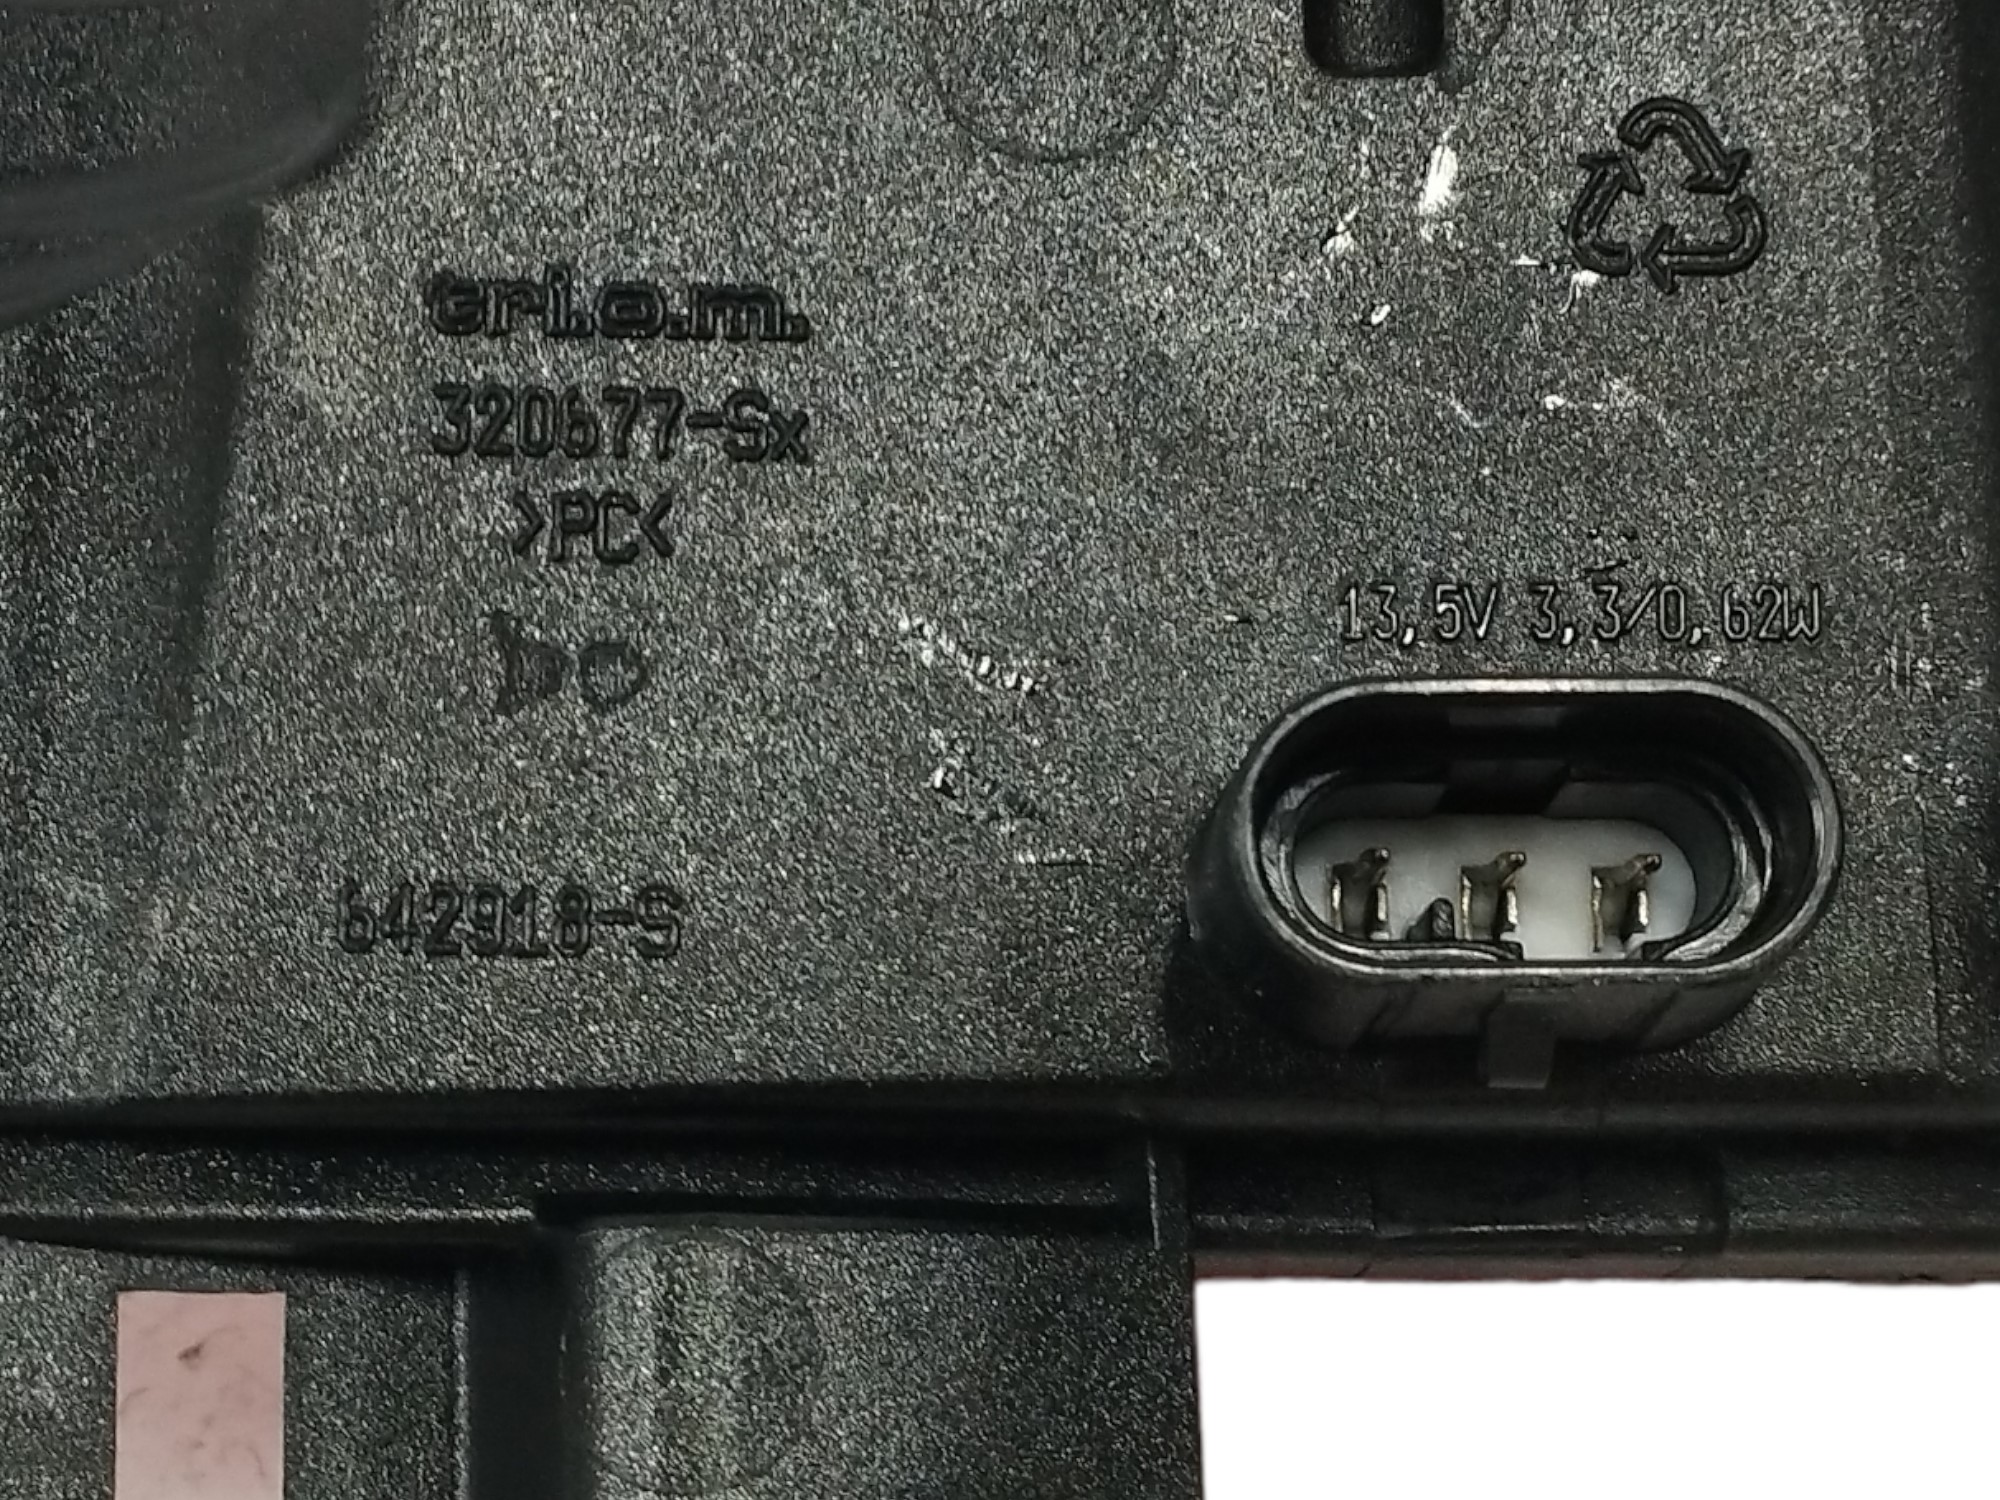 tri.o.m.
320677-Sx
>PC<
13,5V 3,3/0,62W
642918-S